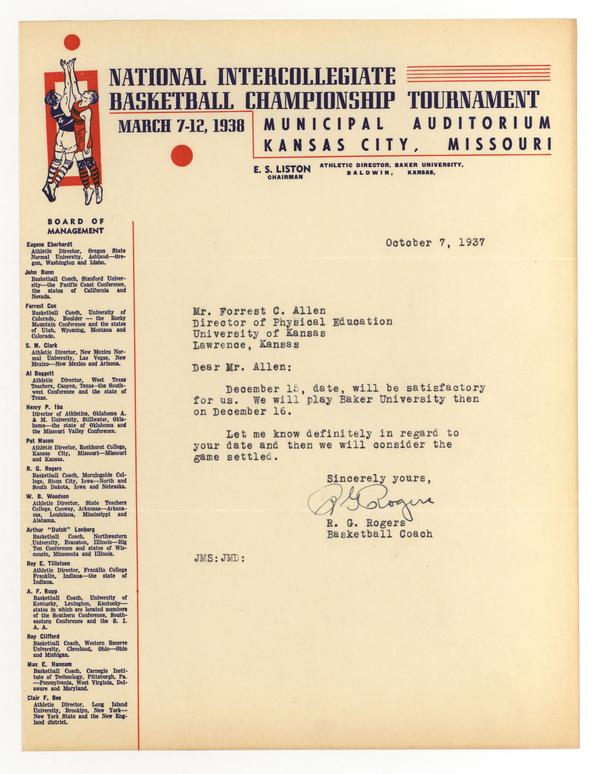 NATIONAL INTERCOLLEGIATE
BASKETBALL CHAMPIONSHIP TOURNAMENT
MARCH 7-12, 1938
MUNICIPAL AUDITORIUM
KANSAS CITY, MISSOURI
E. S. LISTON
CHAIRMAN
ATHLETIC DIRECTOR, BAKER UNIVERSITY,
BALDWIN, KANSAS,
4
BOARD OF
MANAGEMENT
Eugene Eberhardt
Athletic Director, Oregon State
Normal University, Ashland—Ore-
gon, Washington and Idaho.
John Bunn
Basketball Coach, Stanford Univer-
sity—the Pacific Coast Conference,
the states of California and
Nevada.
Forrest Cox
Basketball Coach, University of
Colorado, Boulder — the Rocky
Mountain Conference and the states
of Utah, Wyoming, Montana and
Colorado.
S. M. Clark
Athletic Director, New Mexico Nor-
mal University, Las Vegas, New
Mexico—New Mexico and Arizona.
Al Baggett
Athletic Director, West Texas
Teachers, Canyon, Texas—the South-
west Conference and the state of
Texas.
Henry P. Iba
Director of Athletics, Oklahoma A.
& M. University, Stillwater, Okla-
homa—the state of Oklahoma and
the Missouri Valley Conference.
Pat Mason
Athletic Director, Rockhurst College,
Kansas City, Missouri—Missouri
and Kansas.
R. G. Rogers
Basketball Coach, Morningside Col-
lege, Sioux City, Iowa—North and
South Dakota, Iowa and Nebraska.
W. B. Woodson
Athletic Director, State Teachers
College, Conway, Arkansas—Arkan-
sas, Louisiana, Mississippi and
Alabama.
Arthur "Dutch" Lonborg
Basketball Coach, Northwestern
University, Evanston, Illinois—Big
Ten Conference and states of Wis-
consin, Minnesota and Illinois.
Roy E. Tillotson
Athletic Director, Franklin College
Franklin, Indiana—the state of
Indiana.
A. F. Rupp
Basketball Coach, University of
Kentucky, Lexington, Kentucky—
states in which are located members
of the Southern Conference, South-
eastern Conference and the S. I.
A. A.
Roy Clifford
Basketball Coach, Western Reserve
University, Cleveland, Ohio—Ohio
and Michigan.
Max E. Hannum
Basketball Coach, Carnegie Insti-
tute of Technology, Pittsburgh, Pa.
—Pennsylvania, West Virginia, Del-
aware and Maryland.
Clair F. Bee
Athletic Director, Long Island
University, Brooklyn, New York—
New York State and the New Eng-
land district.
October 7, 1937
Mr. Forrest C. Allen
Director of Physical Education
University of Kansas
Lawrence, Kansas
Dear Mr. Allen:
December 15, date, will be satisfactory
for us. We will play Baker University then
on December 16.
Let me know definitely in regard to
your date and then we will consider the
game settled.
Sincerely yours,
R G Rogers
R. G. Rogers
Basketball Coach
JMS:JMD: